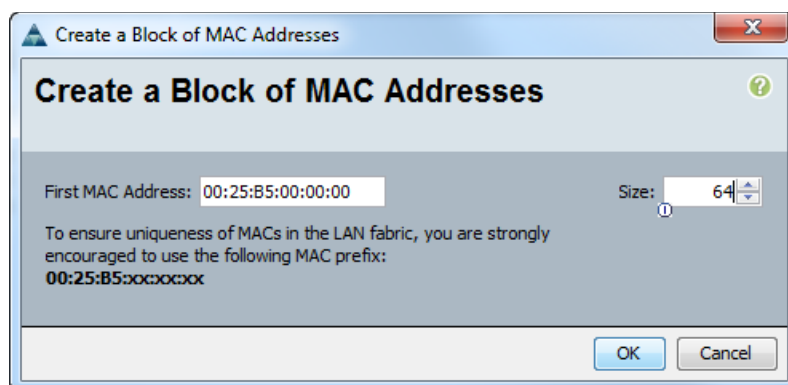 Create a Block of MAC Addresses
Create a Block of MAC Addresses
First MAC Address: 00:25:B5:00:00:00 Size: 64
To ensure uniqueness of MACs in the LAN fabric, you are strongly
encouraged to use the following MAC prefix:
00:25:B5:xx:xx:xx
OK Cancel